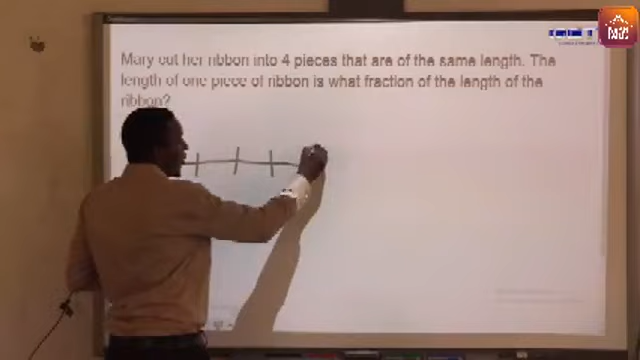 Mary cut her ribbon into 4 pieces that are of the same length. The
length of one piece of ribbon is what fraction of the length of the
ribbon?